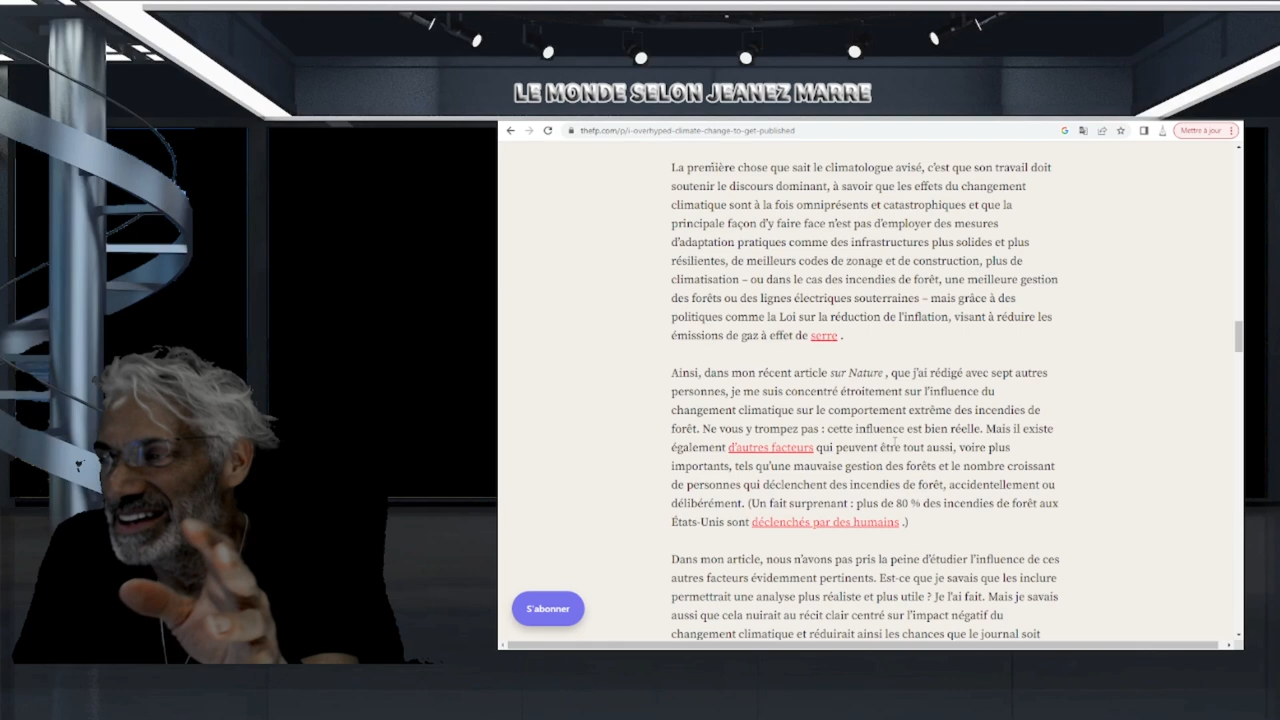 LE MONDE SELON JEANEZ MARRE
thefp.com/p/i-overhyped-climate-change-to-get-published
Mettre à jour
La première chose que sait le climatologue avisé, c'est que son travail doit
soutenir le discours dominant, à savoir que les effets du changement
climatique sont à la fois omniprésents et catastrophiques et que la
principale façon d'y faire face n'est pas d'employer des mesures
d'adaptation pratiques comme des infrastructures plus solides et plus
résilientes, de meilleurs codes de zonage et de construction, plus de
climatisation – ou dans le cas des incendies de forêt, une meilleure gestion
des forêts ou des lignes électriques souterraines – mais grâce à des
politiques comme la Loi sur la réduction de l'inflation, visant à réduire les
émissions de gaz à effet de serre .
Ainsi, dans mon récent article sur Nature , que j'ai rédigé avec sept autres
personnes, je me suis concentré étroitement sur l'influence du
changement climatique sur le comportement extrême des incendies de
forêt. Ne vous y trompez pas : cette influence est bien réelle. Mais il existe
également d'autres facteurs qui peuvent être tout aussi, voire plus
importants, tels qu'une mauvaise gestion des forêts et le nombre croissant
de personnes qui déclenchent des incendies de forêt, accidentellement ou
délibérément. (Un fait surprenant : plus de 80 % des incendies de forêt aux
États-Unis sont déclenchés par des humains .)
Dans mon article, nous n'avons pas pris la peine d'étudier l'influence de ces
autres facteurs évidemment pertinents. Est-ce que je savais que les inclure
permettrait une analyse plus réaliste et plus utile ? Je l'ai fait. Mais je savais
aussi que cela nuirait au récit clair centré sur l'impact négatif du
changement climatique et réduirait ainsi les chances que le journal soit
S'abonner